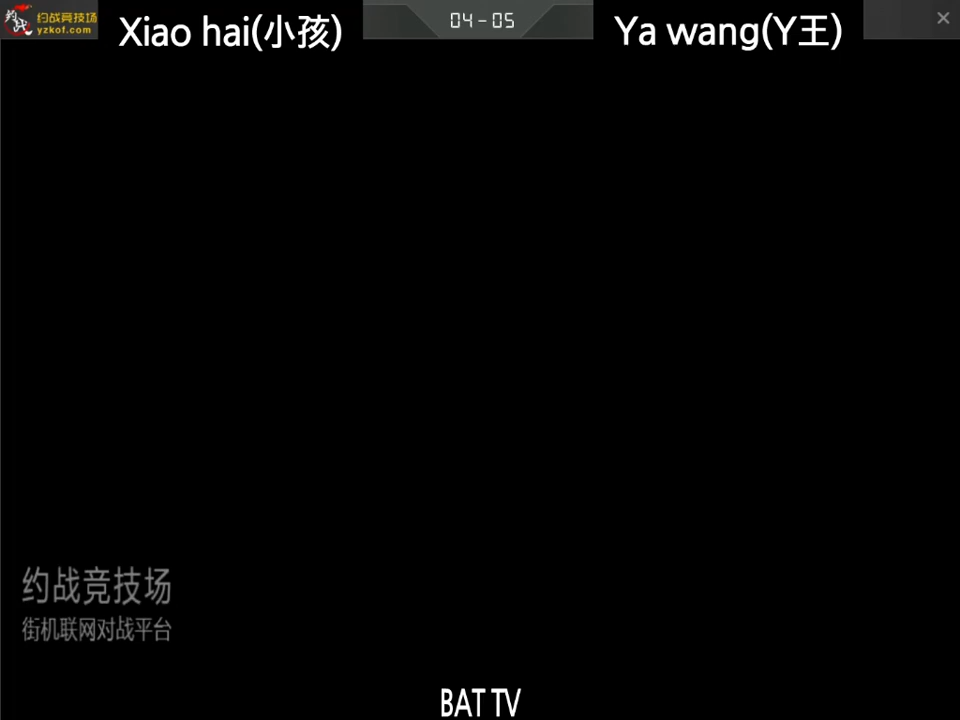 约战竞技场
yzkof.com
Xiao hai(小孩)
04-05
Ya wang(Y王)
约战竞技场
街机联网对战平台
BAT TV